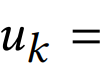 u_k =